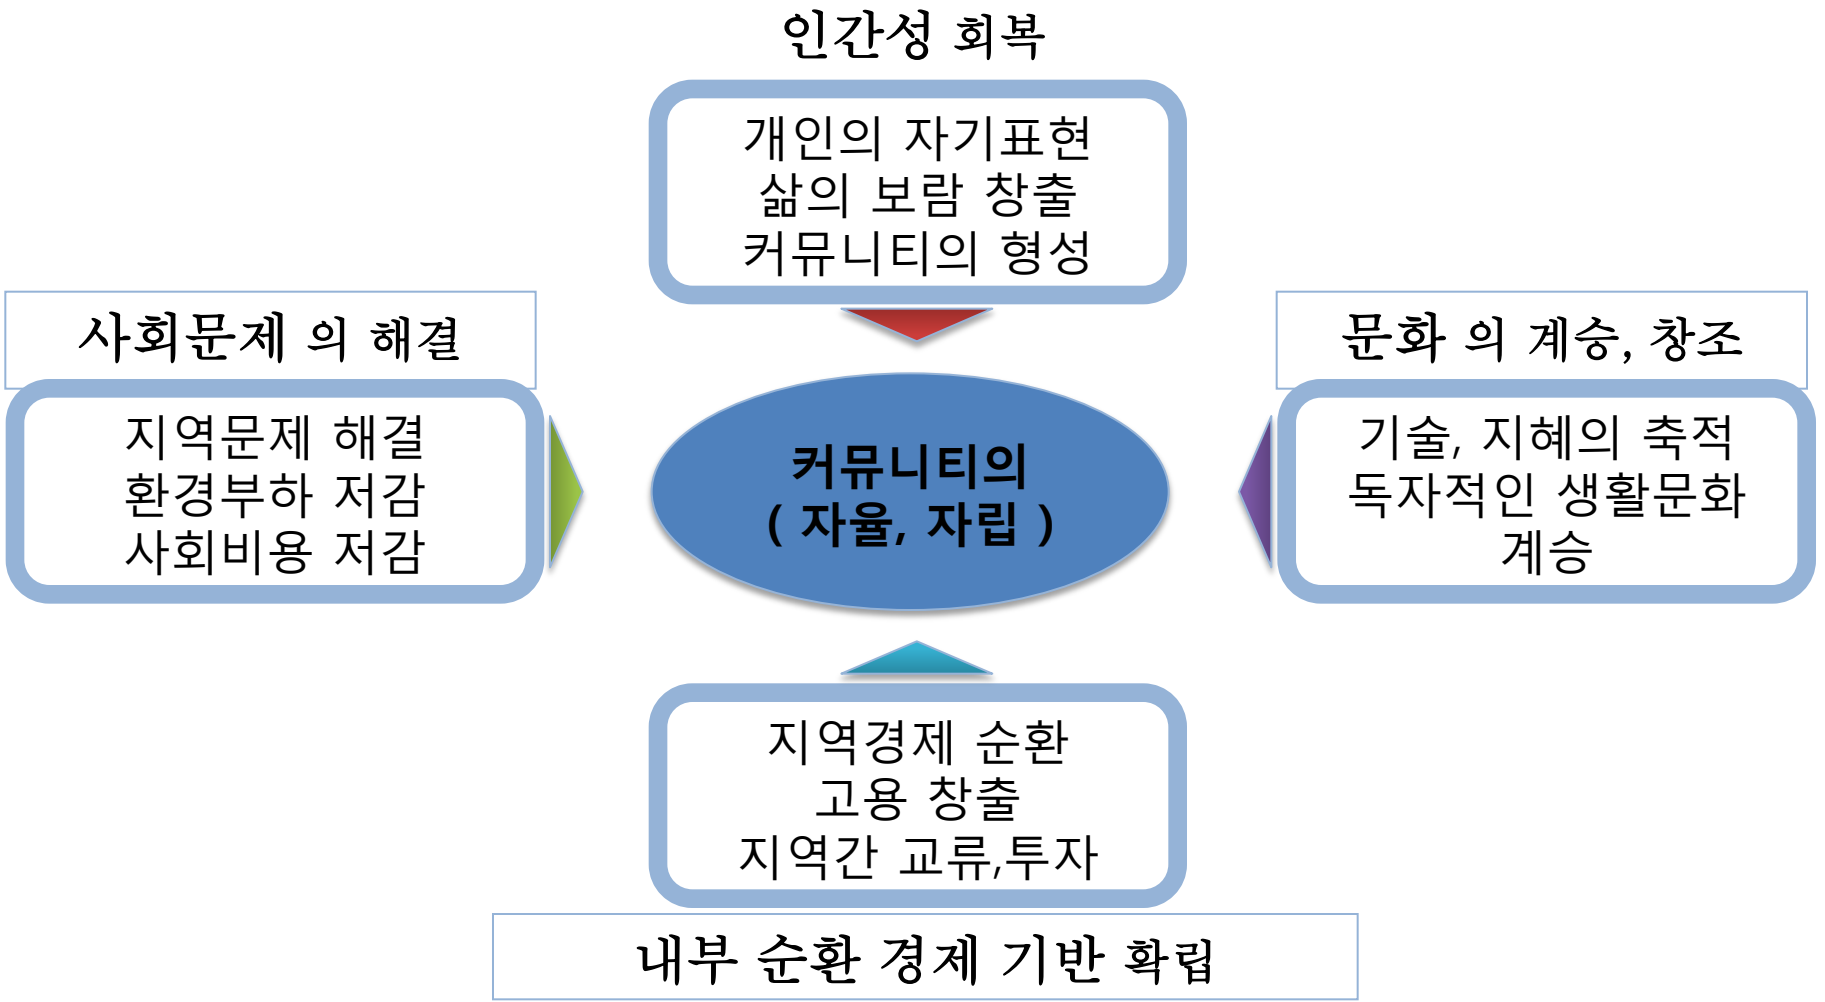 인간성 회복
개인의 자기표현
삶의 보람 창출
커뮤니티의 형성
사회문제 의 해결
지역문제 해결
환경부하 저감
사회비용 저감
커뮤니티의
( 자율, 자립 )
문화 의 계승, 창조
기술, 지혜의 축적
독자적인 생활문화
계승
지역경제 순환
고용 창출
지역간 교류,투자
내부 순환 경제 기반 확립